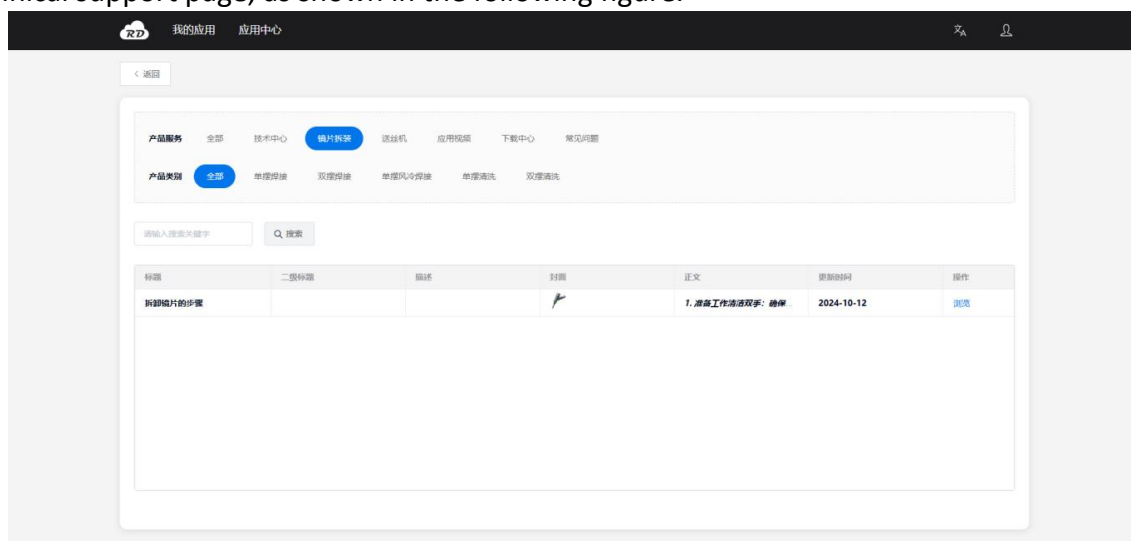 nical support page, as shown in the following figure.
RD 我的应用 应用中心
< 返回
产品服务 全部 技术中心 镜片拆装 送丝机 应用视频 下载中心 常见问题
产品类别 全部 单摆焊接 双摆焊接 单摆风冷焊接 单摆清洗 双摆清洗
请输入搜索关键字 搜索
标题 二级标题 描述 封面 正文 更新时间 操作
拆卸镜片的步骤 1. 准备工作清洁双手：确保... 2024-10-12 浏览